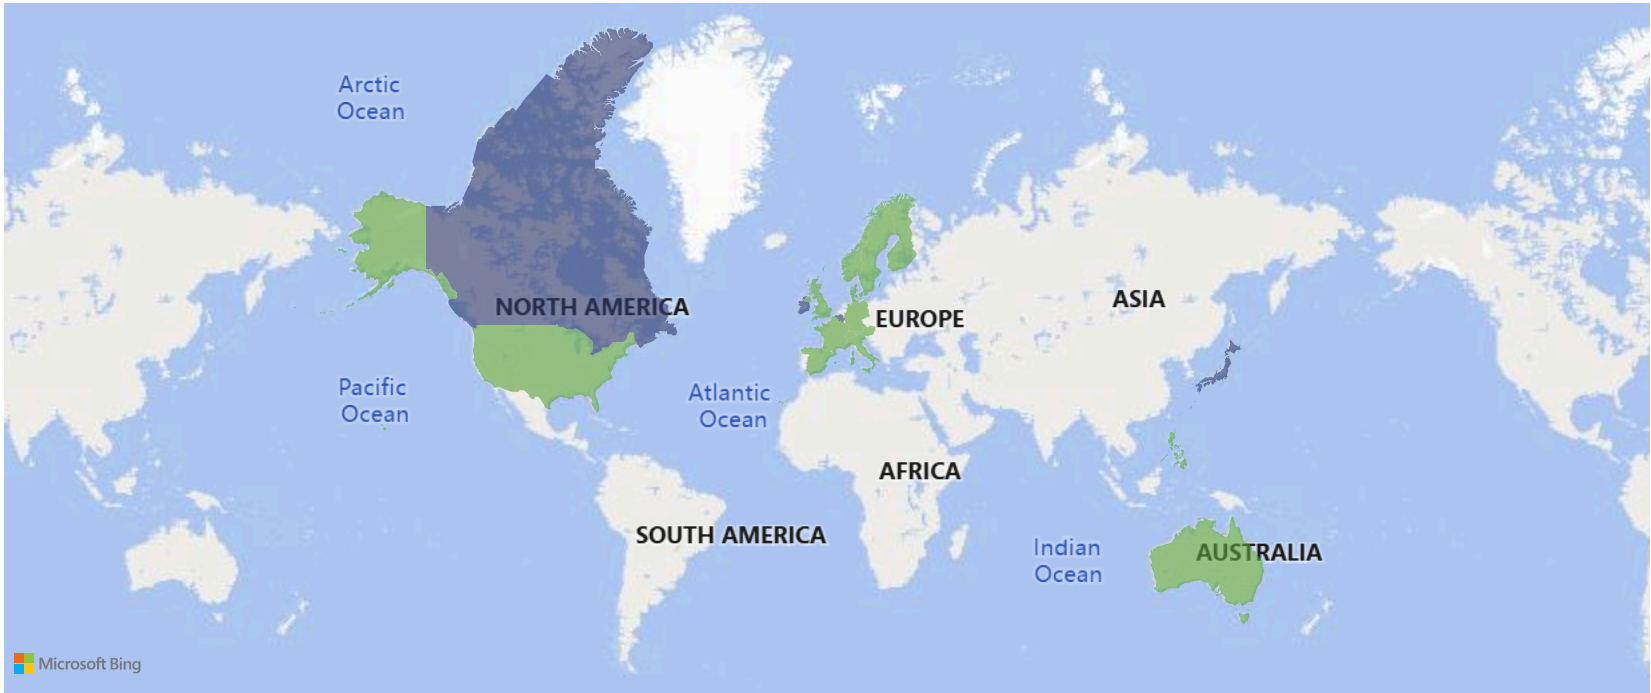 Arctic
Ocean
NORTH AMERICA
ASIA
EUROPE
Pacific
Ocean
Atlantic
Ocean
AFRICA
SOUTH AMERICA
Indian
Ocean
AUSTRALIA
Microsoft Bing